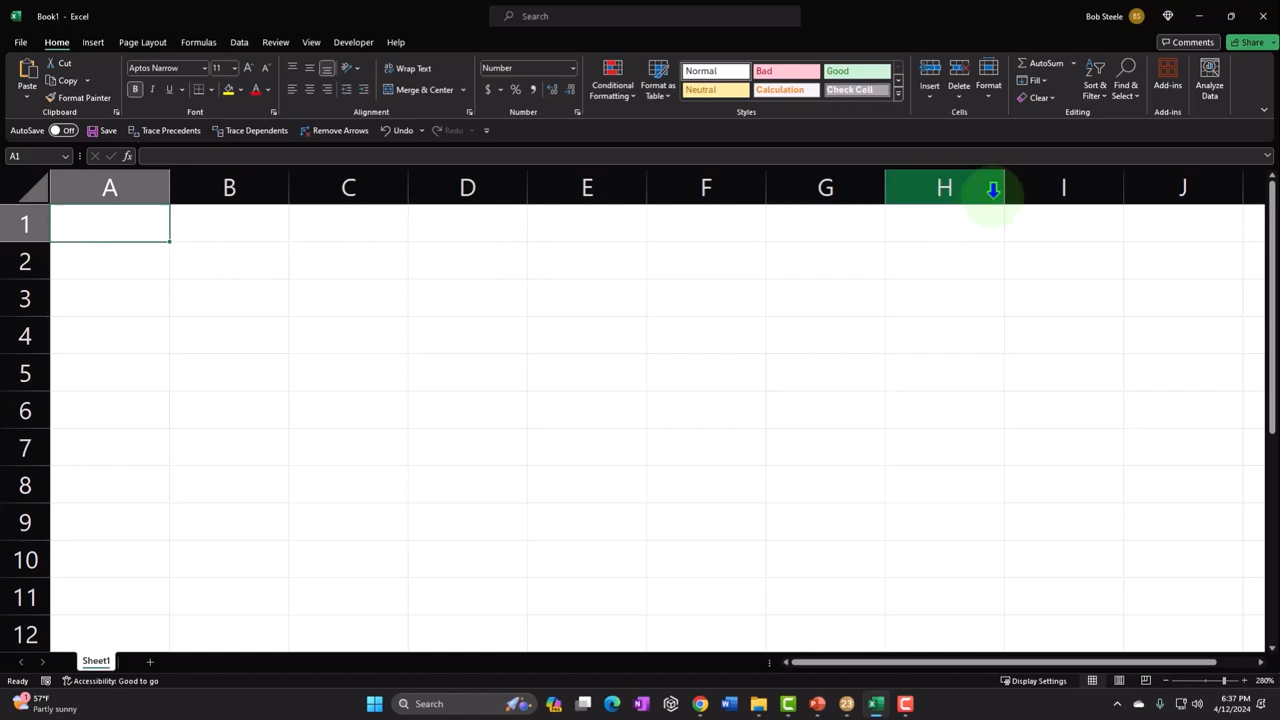 Book1 - Excel
Search
Bob Steele
BS
File Home Insert Page Layout Formulas Data Review View Developer Help
Comments
Share
Paste
Cut
Copy
Format Painter
Clipboard
Aptos Narrow 11
B I U
Font
Wrap Text
Merge & Center
Alignment
Number
$ %
Number
Conditional Formatting
Format as Table
Normal Bad Good
Neutral Calculation Check Cell
Styles
Insert Delete Format
Cells
AutoSum
Fill
Clear
Sort & Filter
Find & Select
Editing
Add-ins
Add-ins
Analyze Data
AutoSave Off Save Trace Precedents Trace Dependents Remove Arrows Undo Redo
A1
fx
A B C D E F G H I J
1
2
3
4
5
6
7
8
9
10
11
12
Sheet1
Ready
Accessibility: Good to go
Display Settings
280%
1
57°F
Partly sunny
Search
23
6:37 PM
4/12/2024